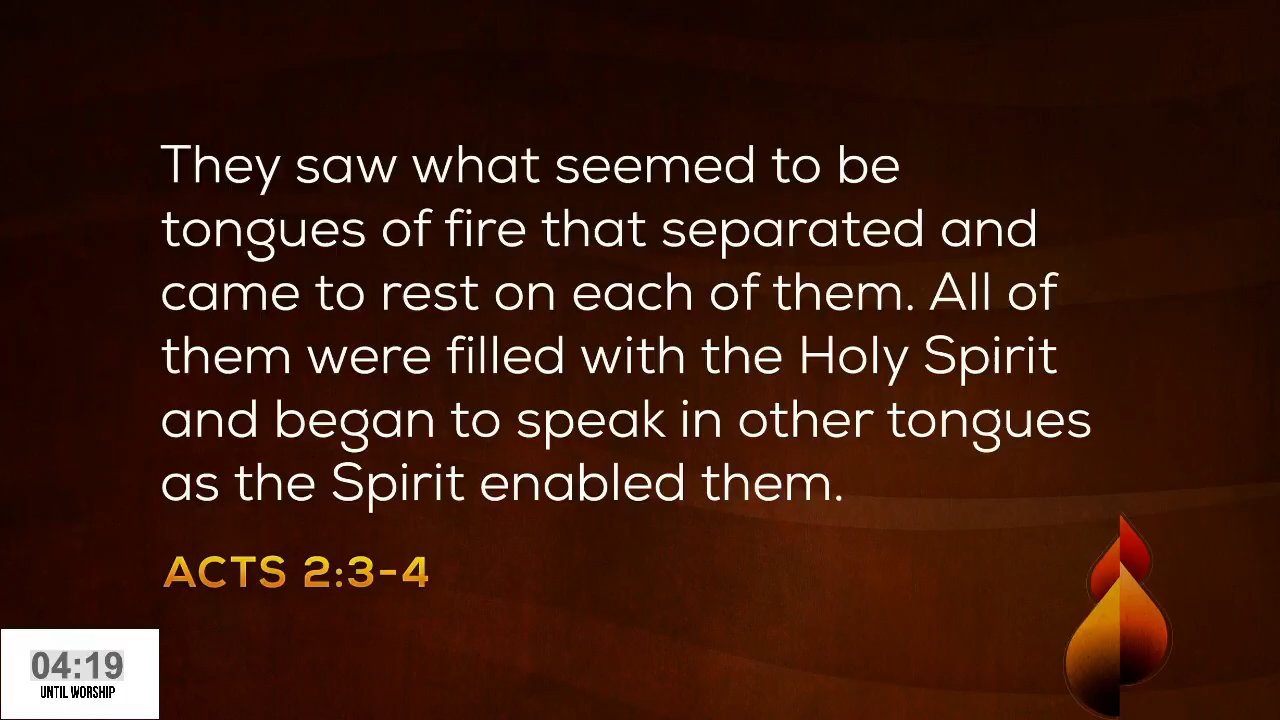 They saw what seemed to be
tongues of fire that separated and
came to rest on each of them. All of
them were filled with the Holy Spirit
and began to speak in other tongues
as the Spirit enabled them.
ACTS 2:3-4
04:19
UNTIL WORSHIP